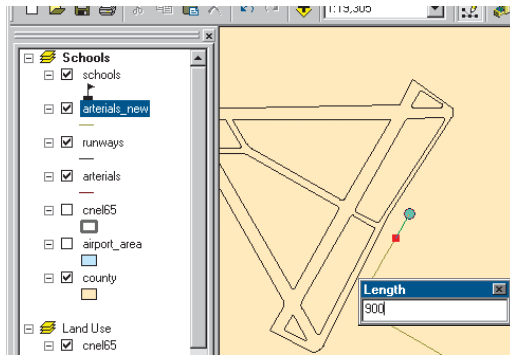 1:19,305
Schools
schools
arterials_new
runways
arterials
cnel65
airport_area
county
Land Use
cnel65
Length
900